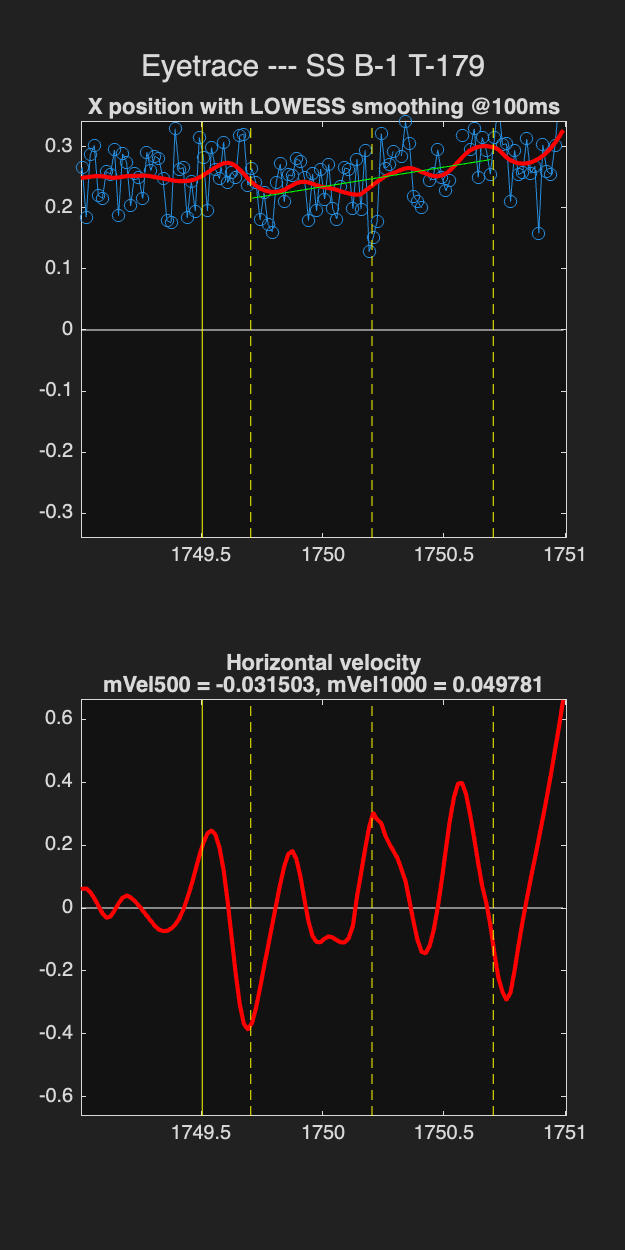 Eyetrace --- SS B-1 T-179
X position with LOWESS smoothing @100ms
0.3
0.2
0.1
0
-0.1
-0.2
-0.3
1749.5 1750 1750.5 1751
Horizontal velocity
mVel500 = -0.031503, mVel1000 = 0.049781
0.6
0.4
0.2
0
-0.2
-0.4
-0.6
1749.5 1750 1750.5 1751